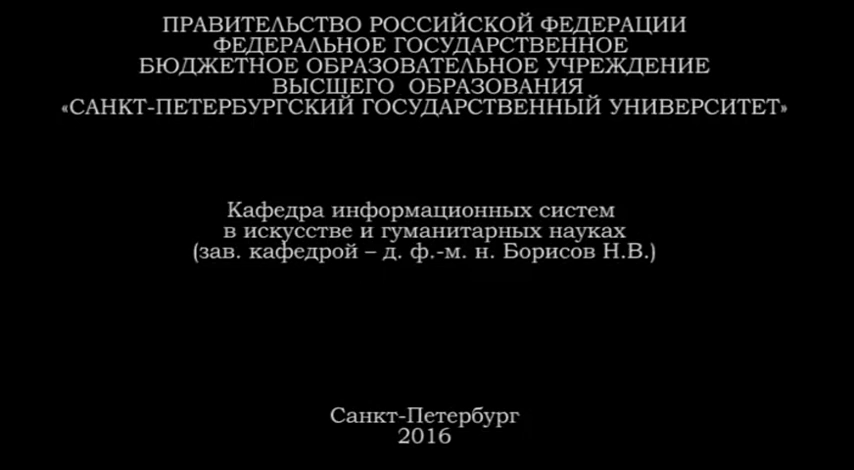 ПРАВИТЕЛЬСТВО РОССИЙСКОЙ ФЕДЕРАЦИИ
ФЕДЕРАЛЬНОЕ ГОСУДАРСТВЕННОЕ
БЮДЖЕТНОЕ ОБРАЗОВАТЕЛЬНОЕ УЧРЕЖДЕНИЕ
ВЫСЩЕГО ОБРАЗОВАНИЯ
«САНКТ-ПЕТЕРБУРГСКИЙ ГОСУДАРСТВЕННЫЙ УНИВЕРСИТЕТ»
Кафедра информационных систем
в искусстве и гуманитарных науках
(зав. кафедрой – д. ф.-м. н. Борисов Н.В.)
Санкт-Петербург
2016